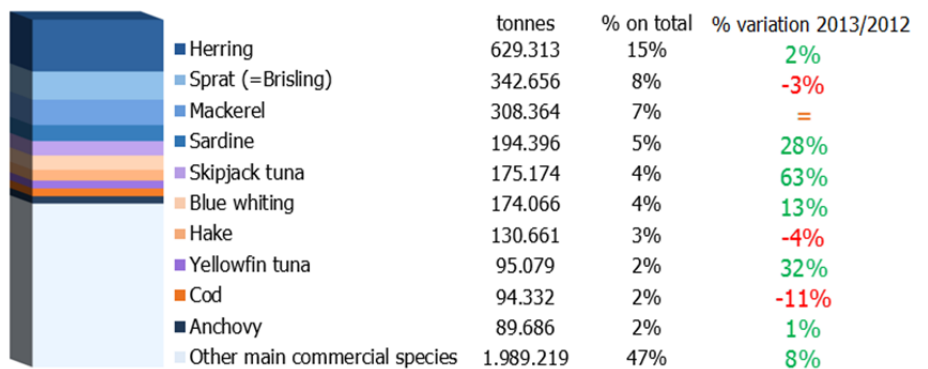 tonnes % on total % variation 2013/2012
Herring 629.313 15% 2%
Sprat (=Brisling) 342.656 8% -3%
Mackerel 308.364 7% =
Sardine 194.396 5% 28%
Skipjack tuna 175.174 4% 63%
Blue whiting 174.066 4% 13%
Hake 130.661 3% -4%
Yellowfin tuna 95.079 2% 32%
Cod 94.332 2% -11%
Anchovy 89.686 2% 1%
Other main commercial species 1.989.219 47% 8%